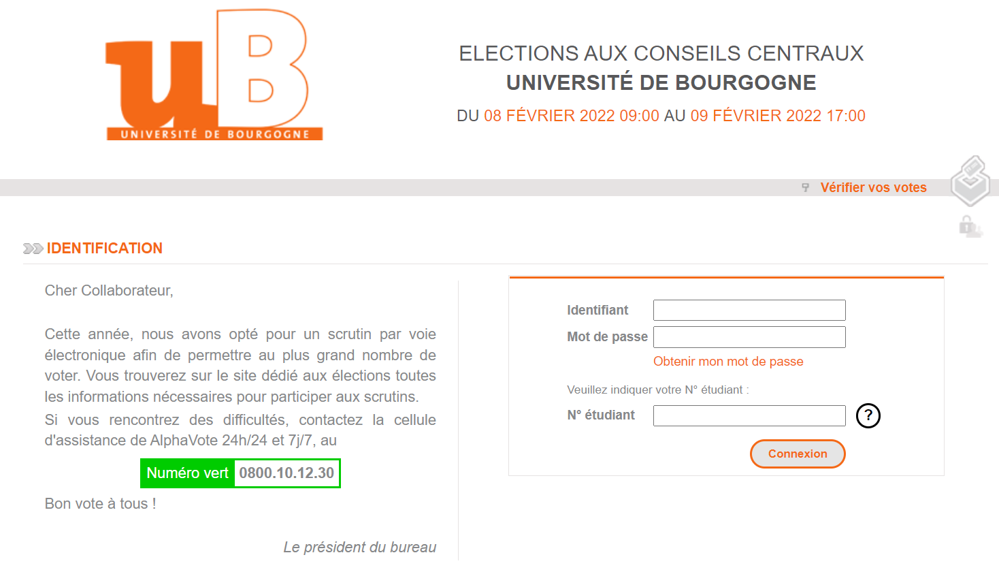 uB
UNIVERSITÉ DE BOURGOGNE
ELECTIONS AUX CONSEILS CENTRAUX
UNIVERSITÉ DE BOURGOGNE
DU 08 FÉVRIER 2022 09:00 AU 09 FÉVRIER 2022 17:00
Vérifier vos votes
IDENTIFICATION
Cher Collaborateur,
Cette année, nous avons opté pour un scrutin par voie
électronique afin de permettre au plus grand nombre de
voter. Vous trouverez sur le site dédié aux élections toutes
les informations nécessaires pour participer aux scrutins.
Si vous rencontrez des difficultés, contactez la cellule
d'assistance de AlphaVote 24h/24 et 7j/7, au
Numéro vert 0800.10.12.30
Bon vote à tous !
Le président du bureau
Identifiant
Mot de passe
Obtenir mon mot de passe
Veuillez indiquer votre N° étudiant :
N° étudiant ?
Connexion